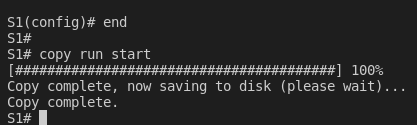 S1(config)# end
S1#
S1# copy run start
[########################################] 100%
Copy complete, now saving to disk (please wait)...
Copy complete.
S1#